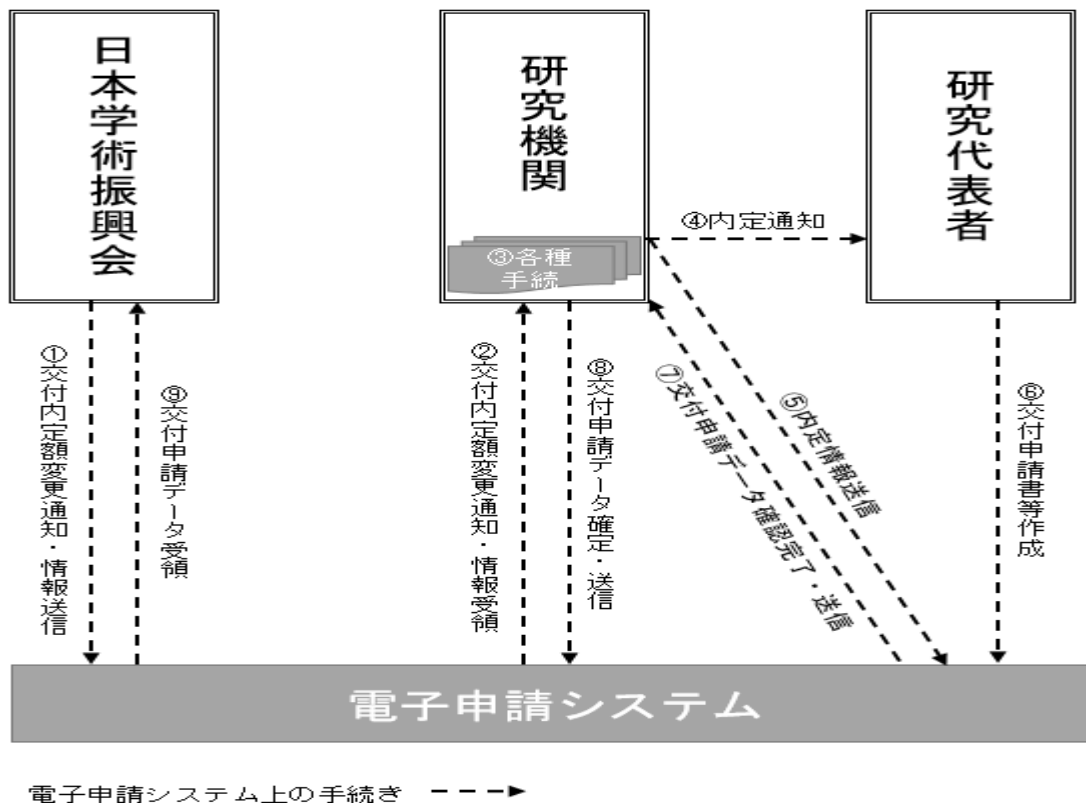 日本学術振興会
研究機関
研究代表者
③各種
手続
④内定通知
①交付内定額変更通知・情報送信
⑨交付申請データ受領
②交付内定額変更通知・情報受領
⑧交付申請データ確定・送信
⑦交付申請データ確認完了・送信
⑤内定情報送信
⑥交付申請書等作成
電子申請システム
電子申請システム上の手続き